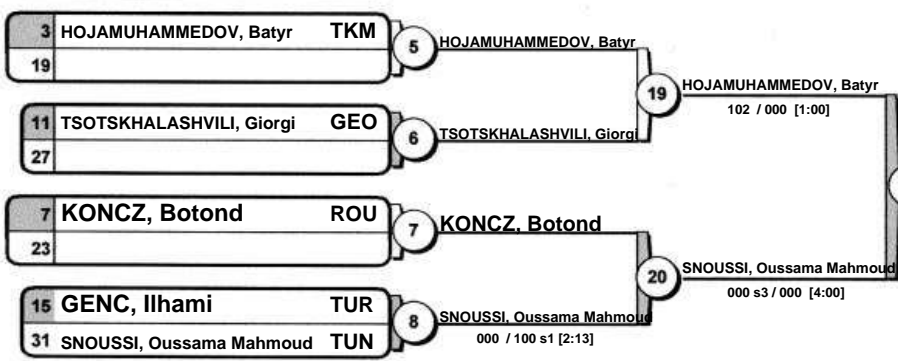 3 HOJAMUHAMMEDOV, Batyr TKM
19
5
HOJAMUHAMMEDOV, Batyr
11 TSOTSKHALASHVILI, Giorgi GEO
27
6
TSOTSKHALASHVILI, Giorgi
19
HOJAMUHAMMEDOV, Batyr
102 / 000 [1:00]
7 KONCZ, Botond ROU
23
7
KONCZ, Botond
15 GENC, Ilhami TUR
31 SNOUSSI, Oussama Mahmoud TUN
8
SNOUSSI, Oussama Mahmoud
000 / 100 s1 [2:13]
20
SNOUSSI, Oussama Mahmoud
000 s3 / 000 [4:00]